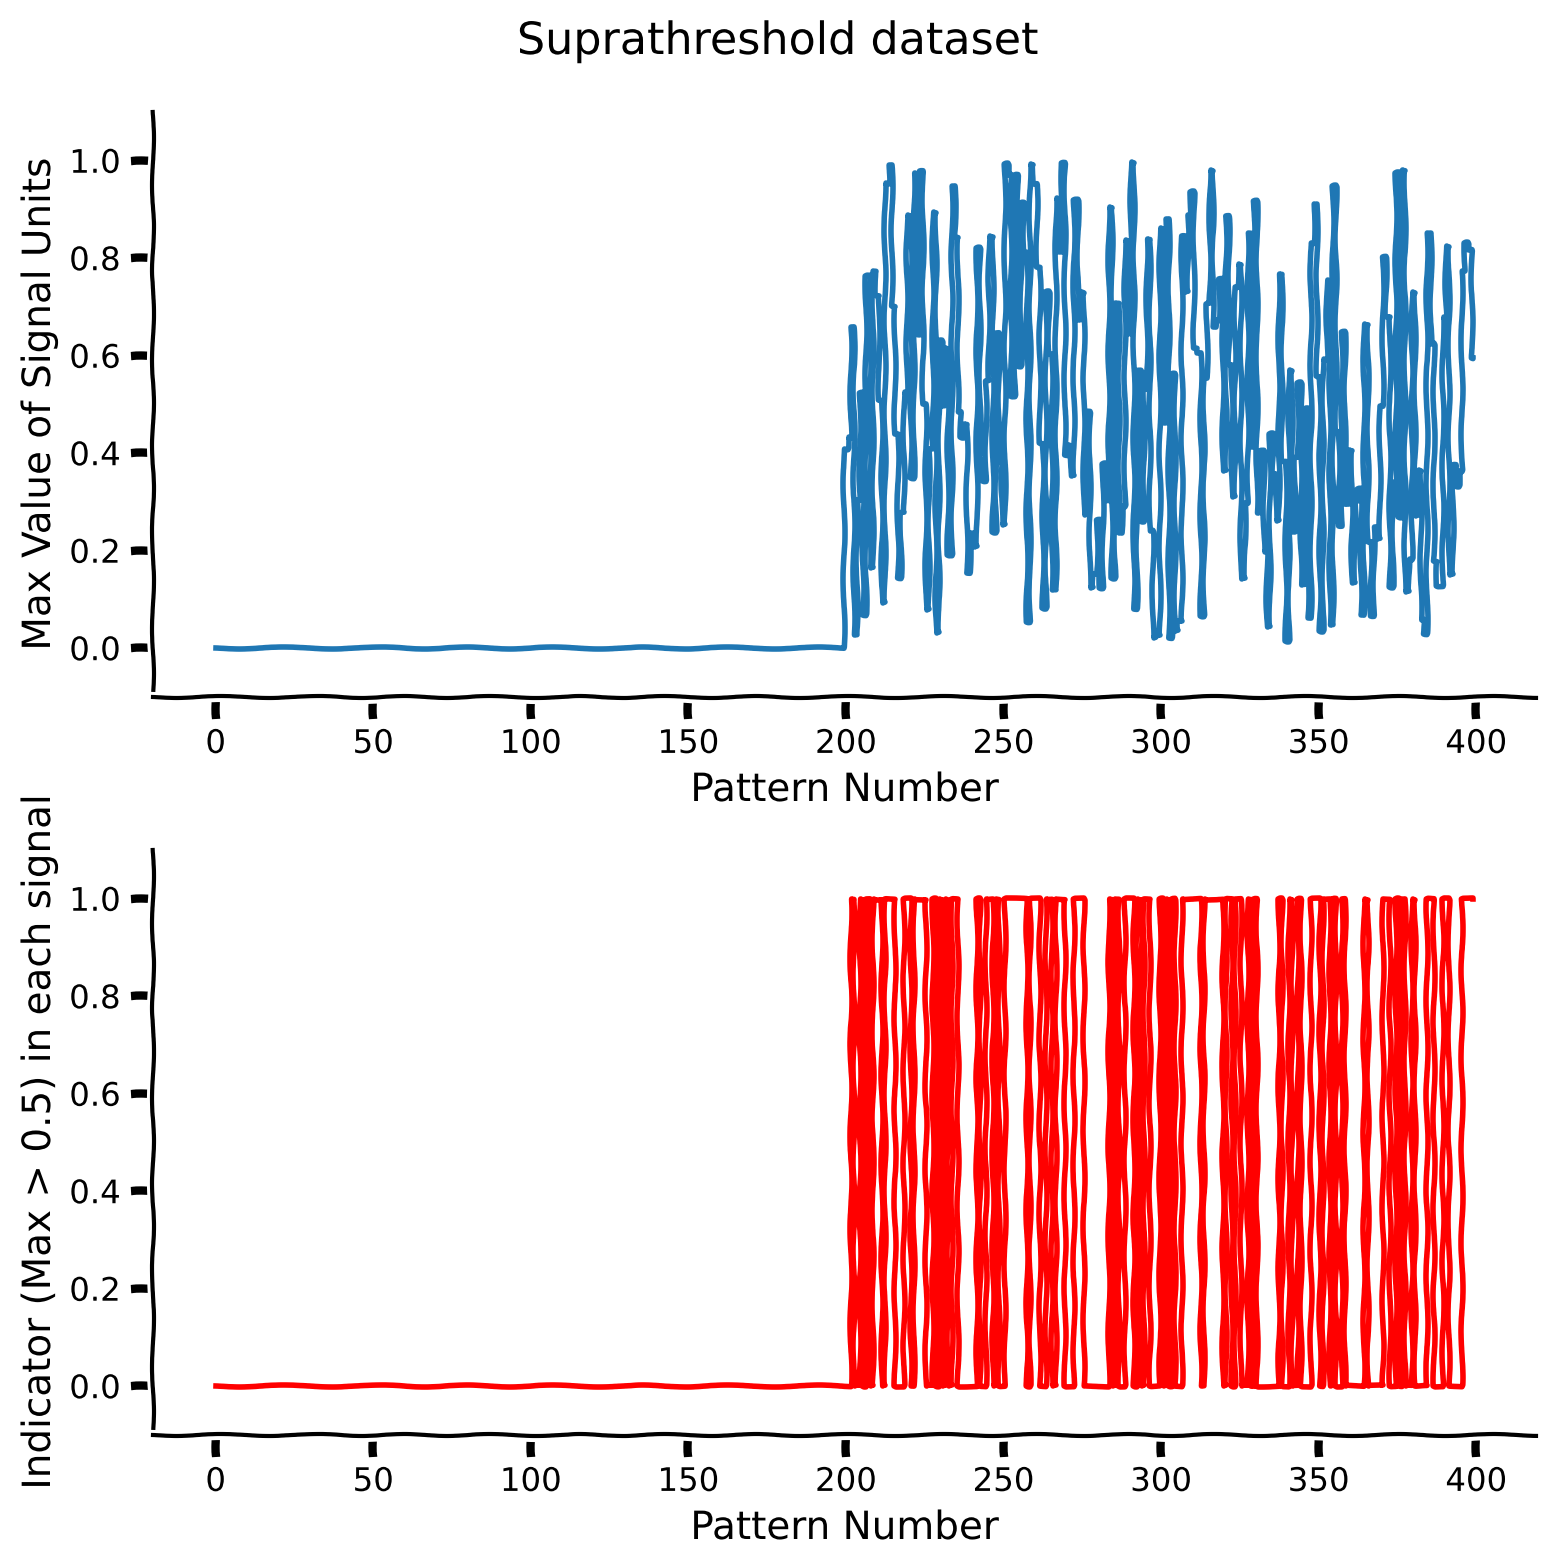 Suprathreshold dataset
Max Value of Signal Units
1.0
0.8
0.6
0.4
0.2
0.0
0 50 100 150 200 250 300 350 400
Pattern Number
Indicator (Max > 0.5) in each signal
1.0
0.8
0.6
0.4
0.2
0.0
0 50 100 150 200 250 300 350 400
Pattern Number